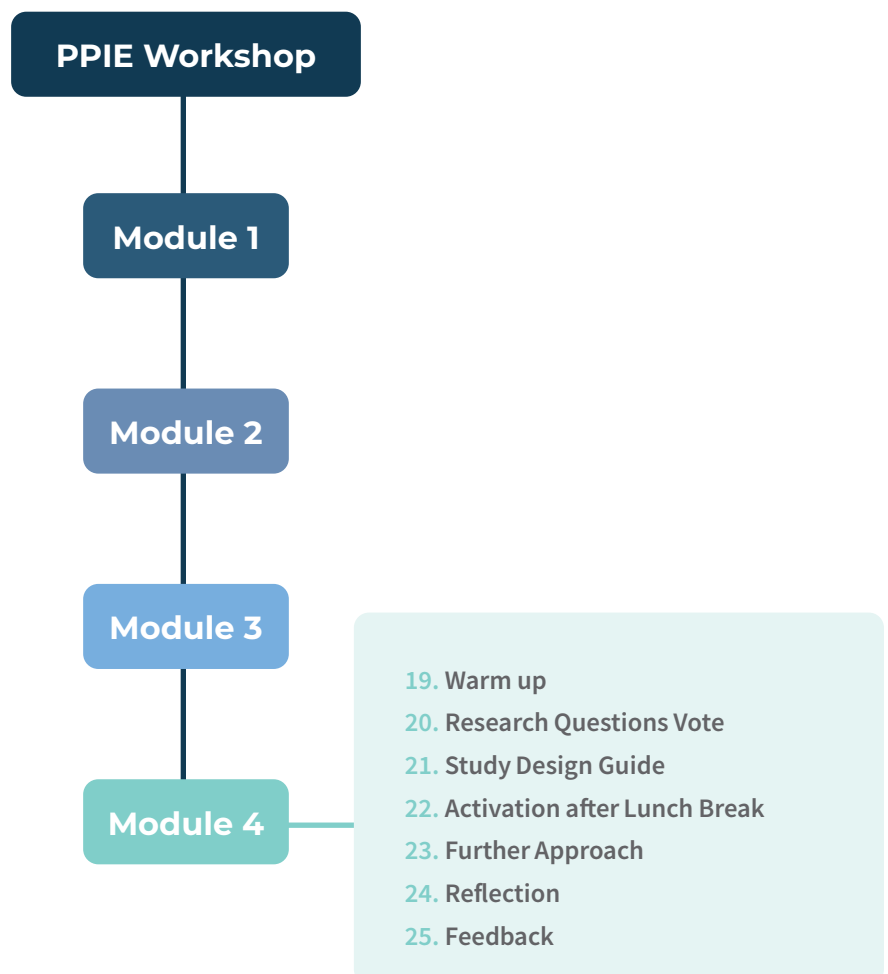 PPIE Workshop
Module 1
Module 2
Module 3
Module 4
19. Warm up
20. Research Questions Vote
21. Study Design Guide
22. Activation after Lunch Break
23. Further Approach
24. Reflection
25. Feedback